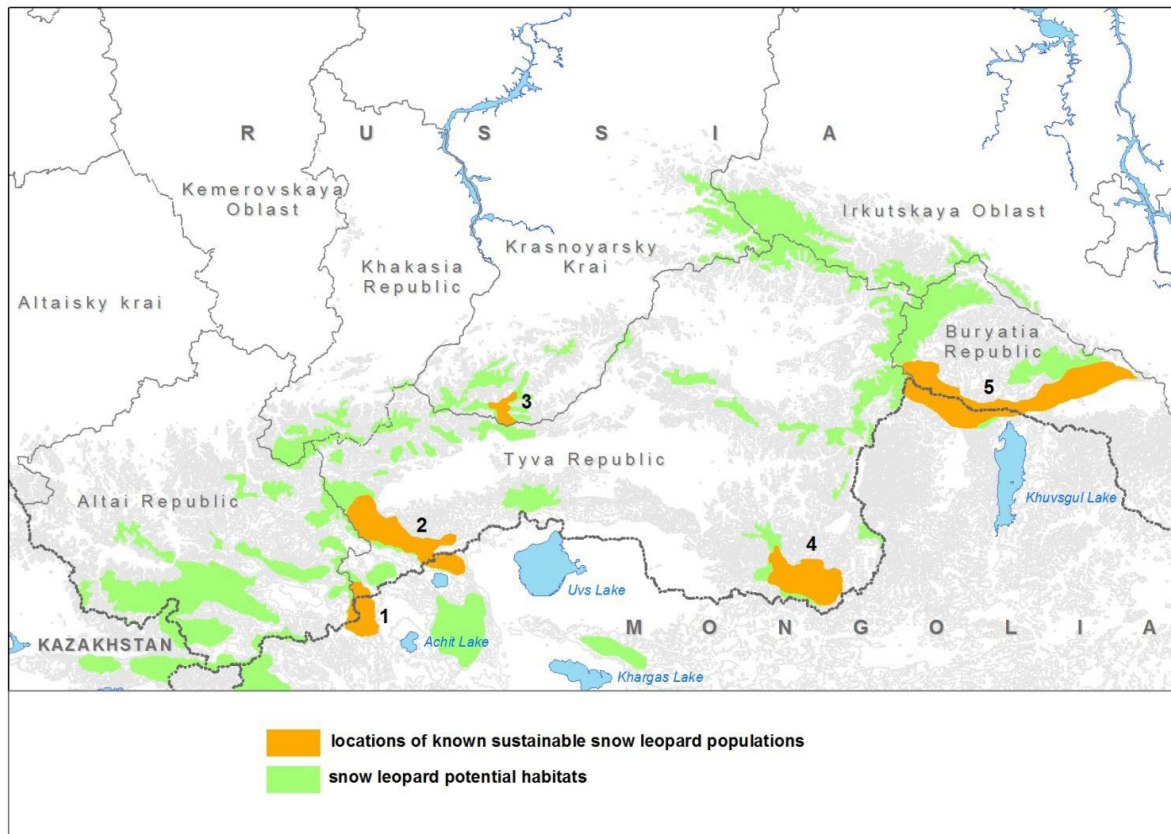 R U S S I A
Kemerovskaya
Oblast
Irkutskaya Oblast
Krasnoyarsky
Krai
Khakasia
Republic
Altaisky krai
Buryatia
Republic
5
3
Tyva Republic
Altai Republic
Khuvsgul Lake
2
4
Uvs Lake
1
Achit Lake
M O N G O L I A
KAZAKHSTAN
Khargas Lake
locations of known sustainable snow leopard populations
snow leopard potential habitats